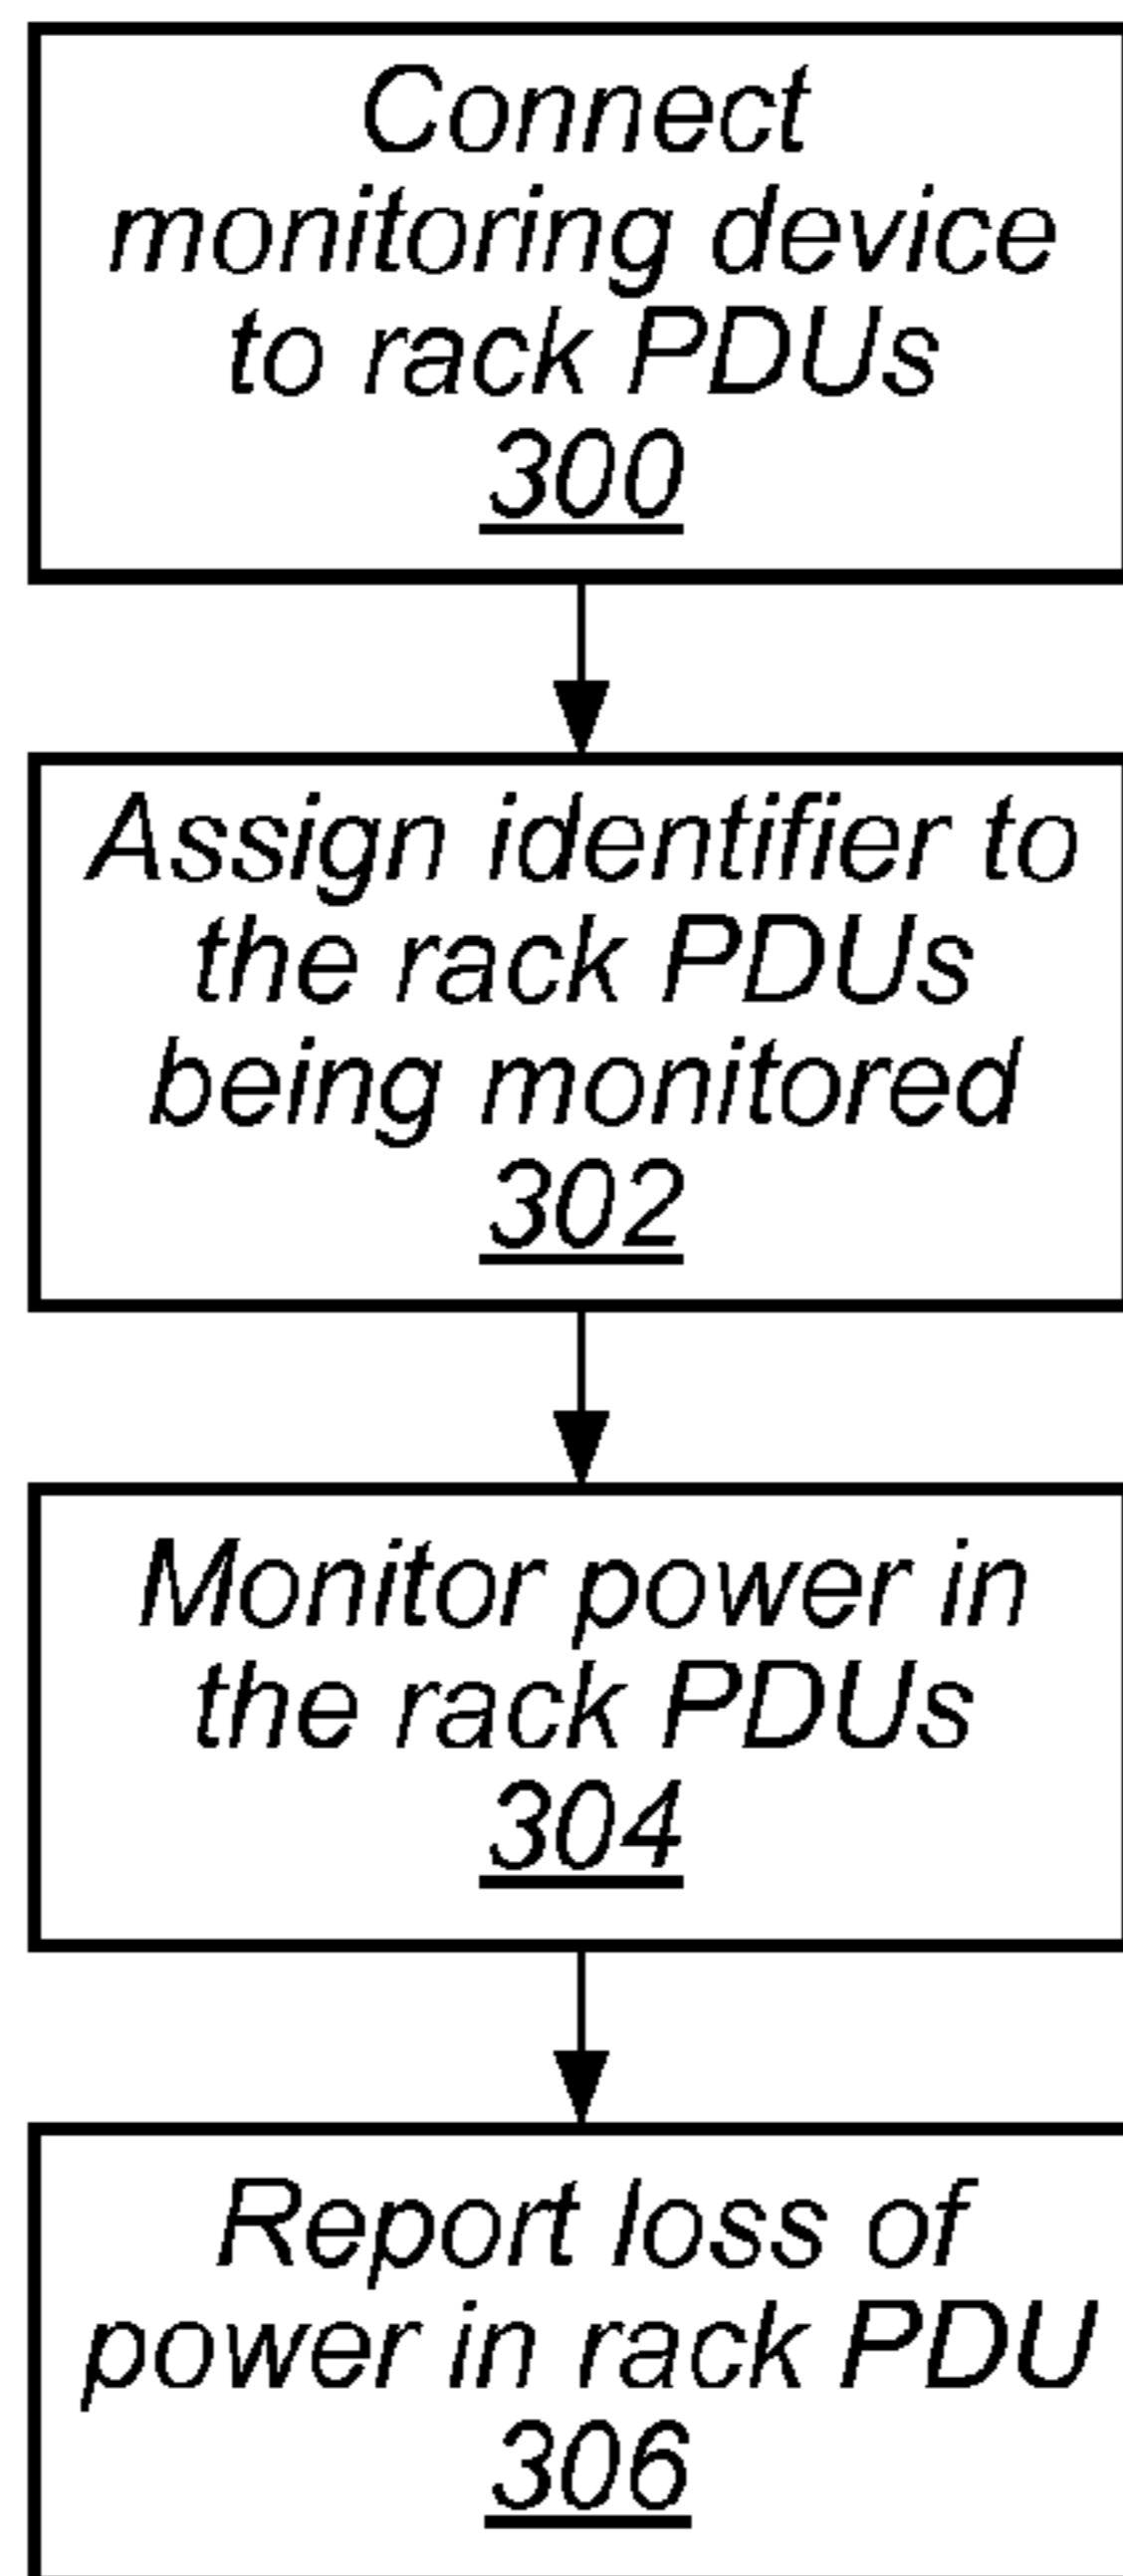 Connect
monitoring device
to rack PDUs
300
Assign identifier to
the rack PDUs
being monitored
302
Monitor power in
the rack PDUs
304
Report loss of
power in rack PDU
306